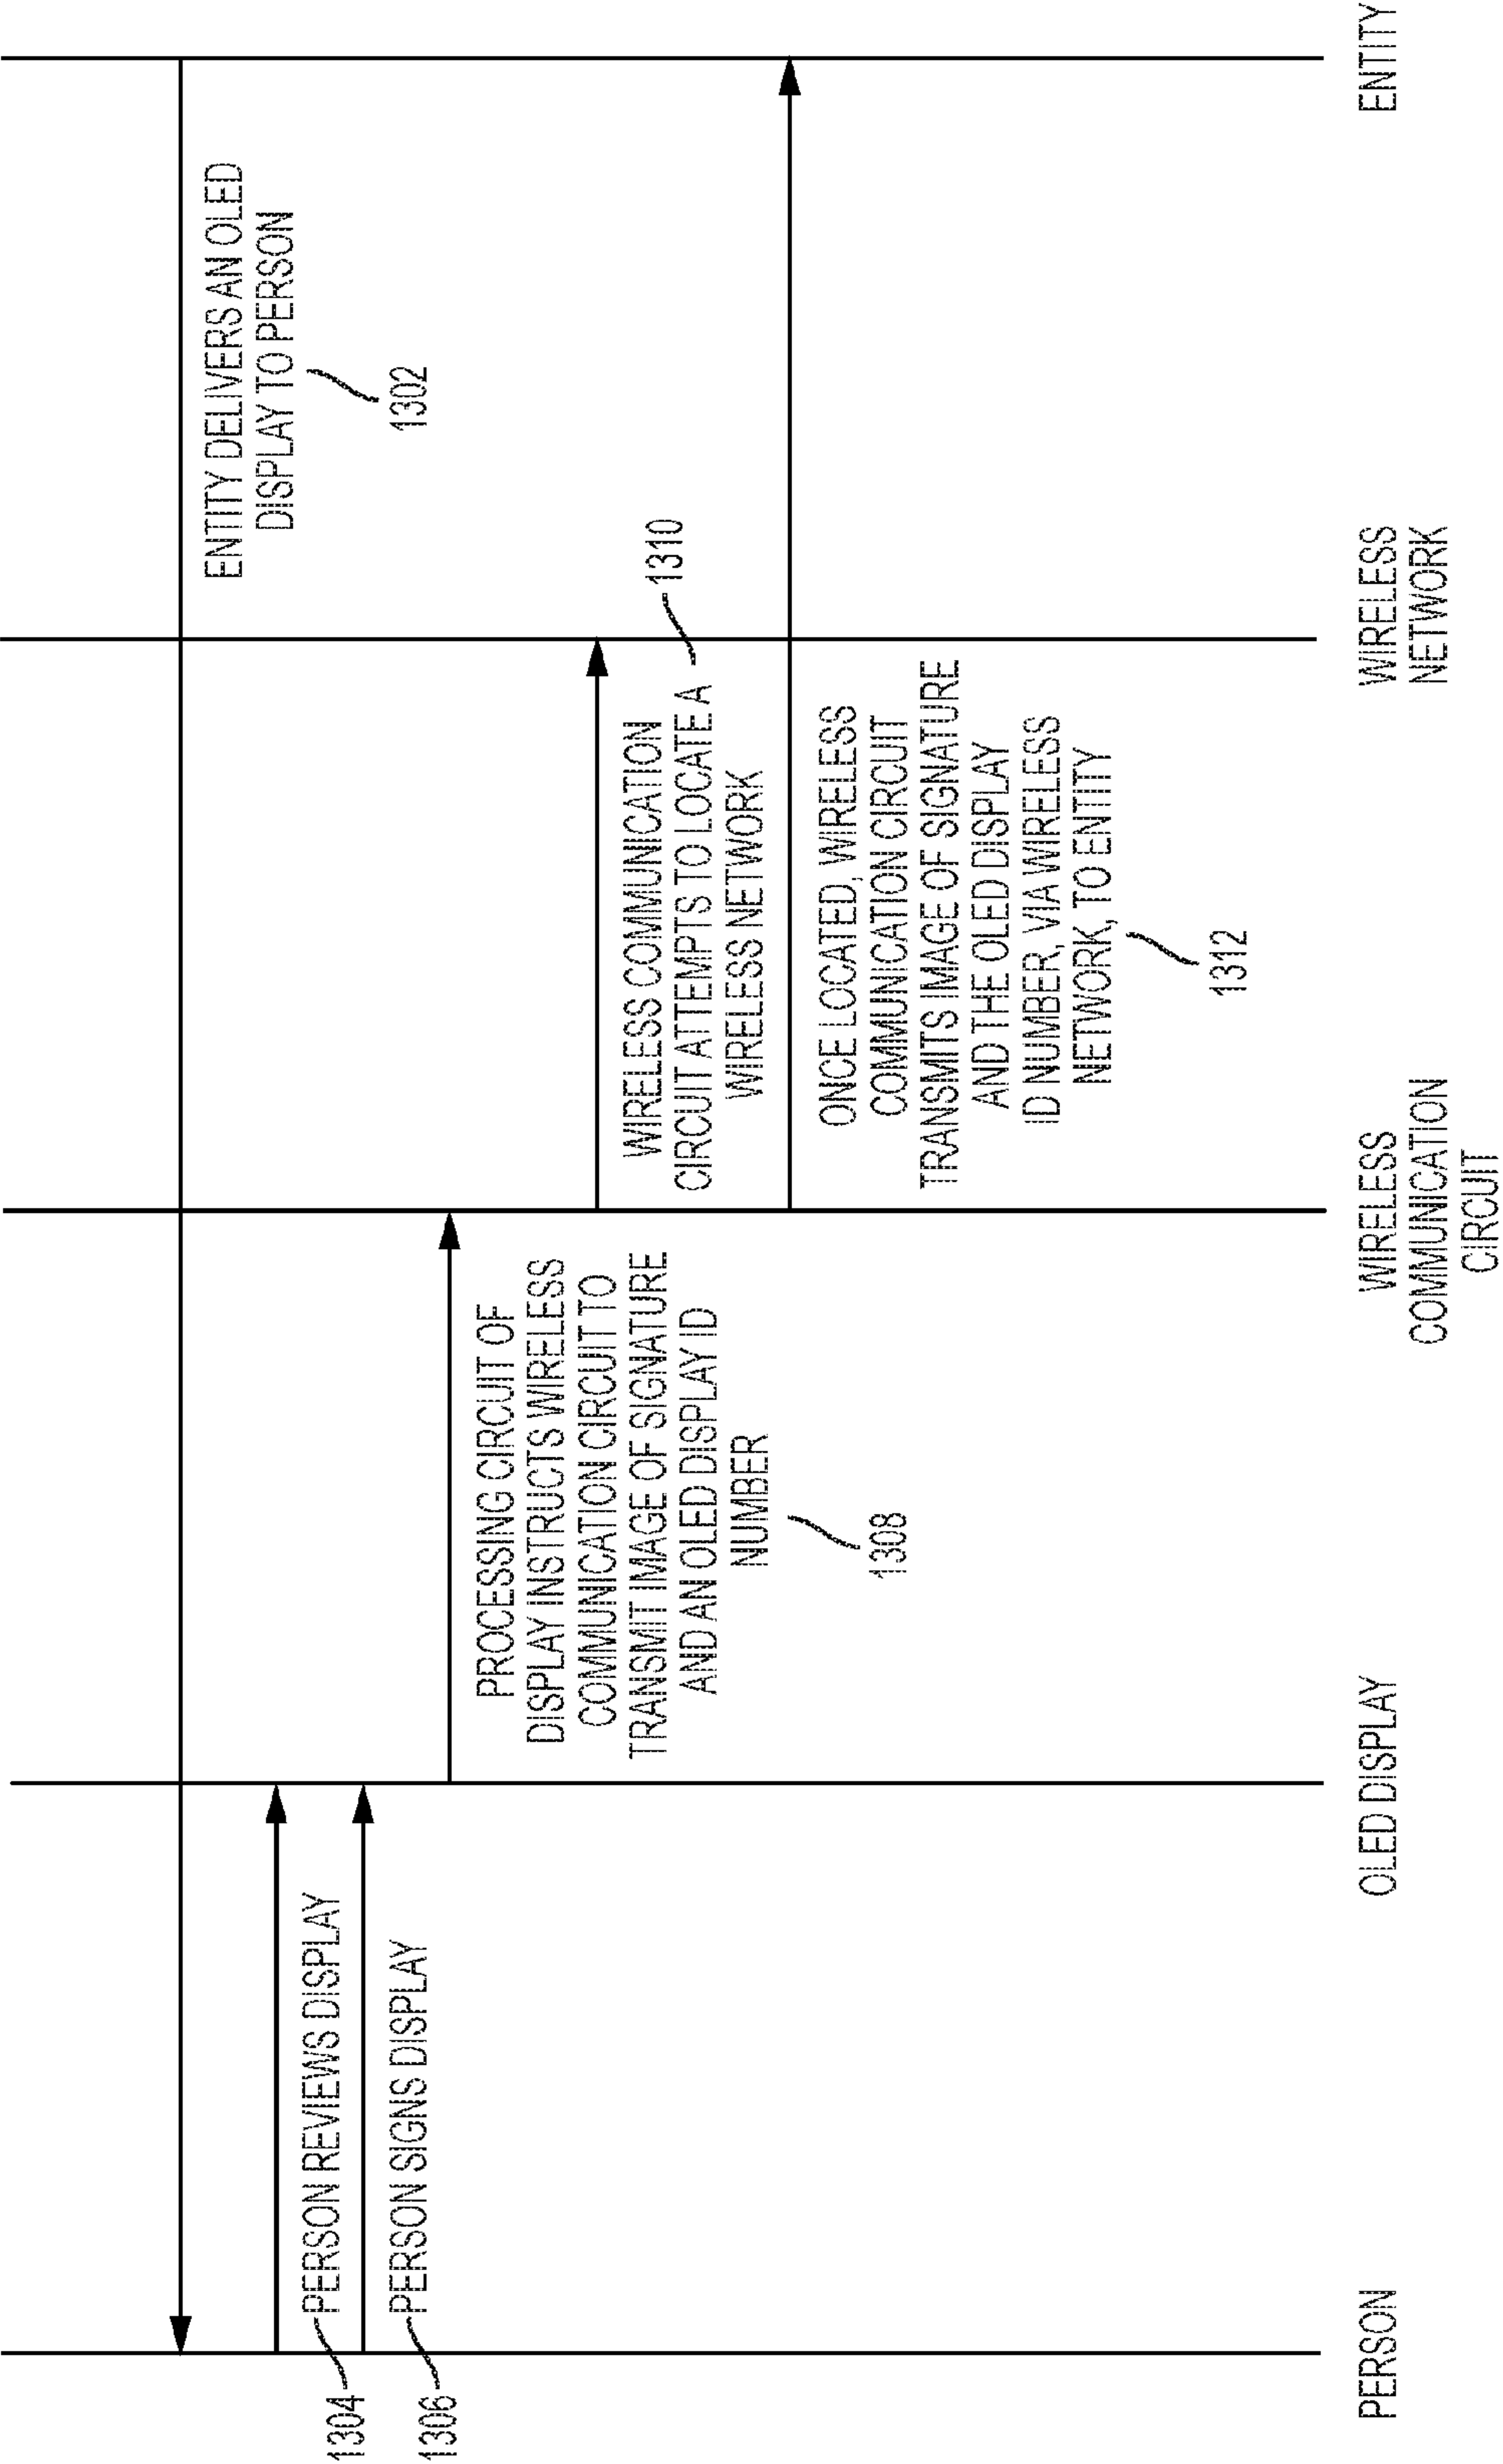 ENTITY DELIVERS AN OLED
DISPLAY TO PERSON
1302
1304
PERSON REVIEWS DISPLAY
1306
PERSON SIGNS DISPLAY
PROCESSING CIRCUIT OF
DISPLAY INSTRUCTS WIRELESS
COMMUNICATION CIRCUIT TO
TRANSMIT IMAGE OF SIGNATURE
AND AN OLED DISPLAY ID
NUMBER
1308
WIRELESS COMMUNICATION
CIRCUIT ATTEMPTS TO LOCATE A
WIRELESS NETWORK
1310
ONCE LOCATED, WIRELESS
COMMUNICATION CIRCUIT
TRANSMITS IMAGE OF SIGNATURE
AND THE OLED DISPLAY
ID NUMBER, VIA WIRELESS
NETWORK, TO ENTITY
1312
PERSON
OLED DISPLAY
WIRELESS
COMMUNICATION
CIRCUIT
WIRELESS
NETWORK
ENTITY